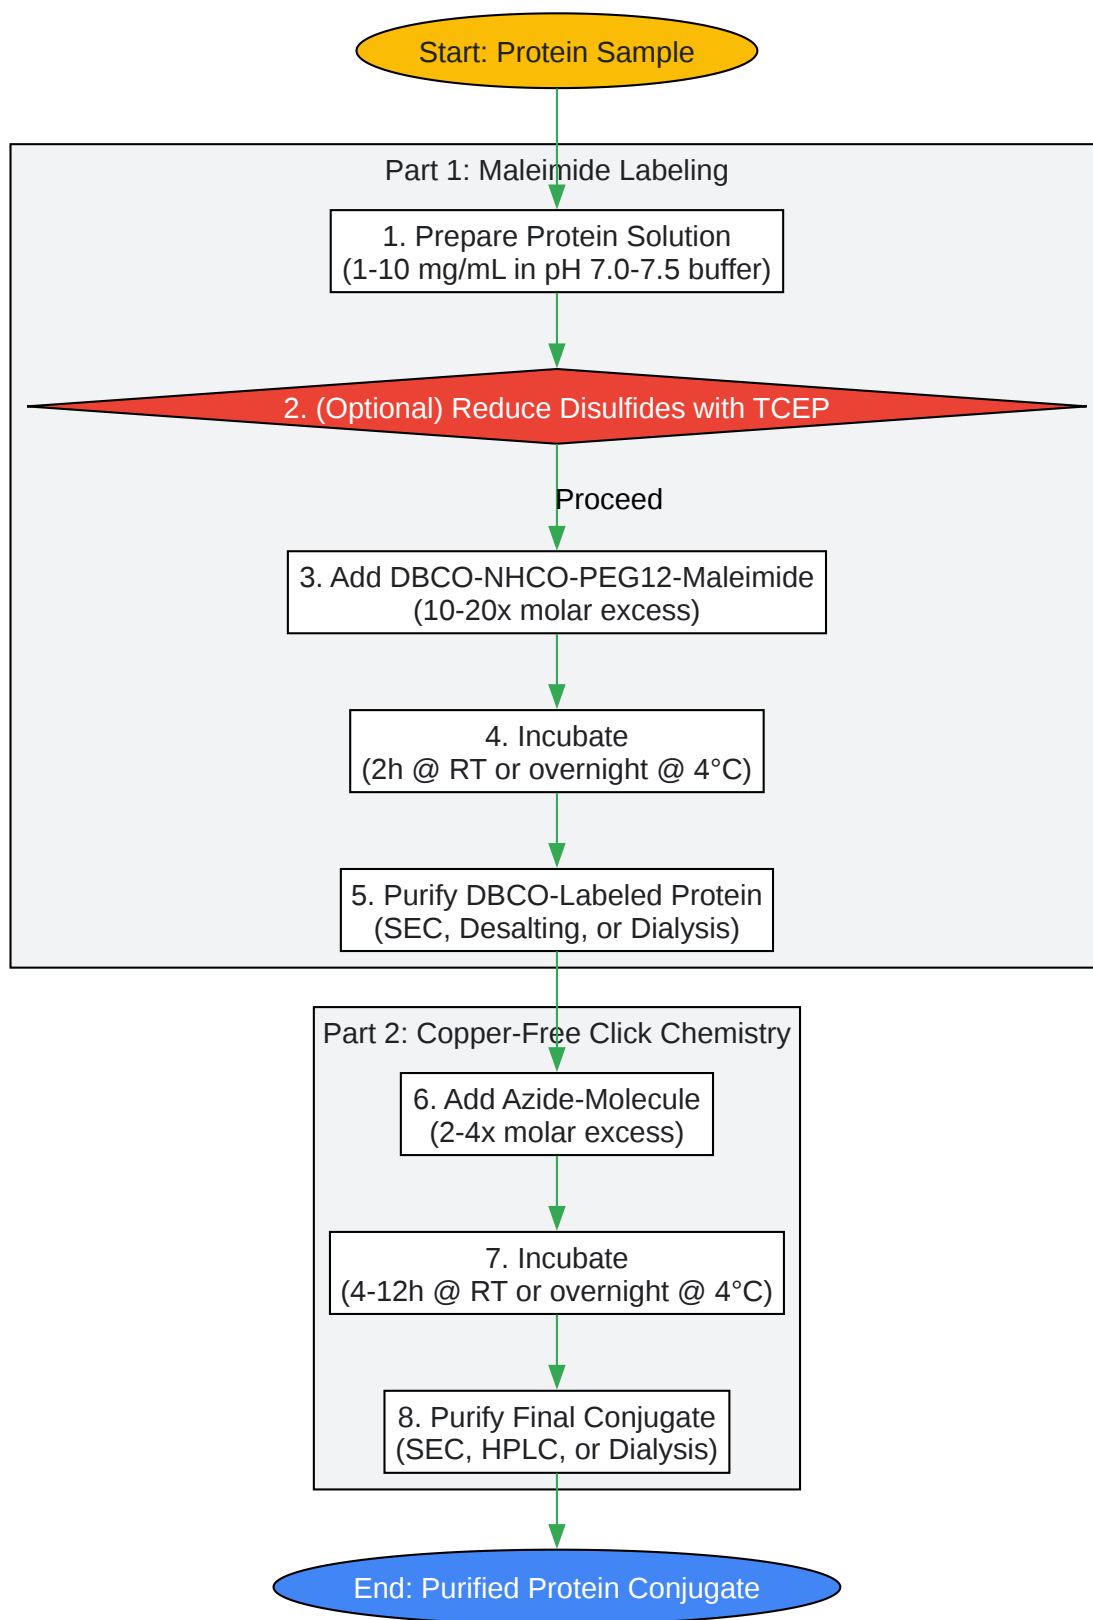 Start: Protein Sample
Part 1: Maleimide Labeling
1. Prepare Protein Solution
(1-10 mg/mL in pH 7.0-7.5 buffer)
2. (Optional) Reduce Disulfides with TCEP
Proceed
3. Add DBCO-NHCO-PEG12-Maleimide
(10-20x molar excess)
4. Incubate
(2h @ RT or overnight @ 4°C)
5. Purify DBCO-Labeled Protein
(SEC, Desalting, or Dialysis)
Part 2: Copper-Free Click Chemistry
6. Add Azide-Molecule
(2-4x molar excess)
7. Incubate
(4-12h @ RT or overnight @ 4°C)
8. Purify Final Conjugate
(SEC, HPLC, or Dialysis)
End: Purified Protein Conjugate